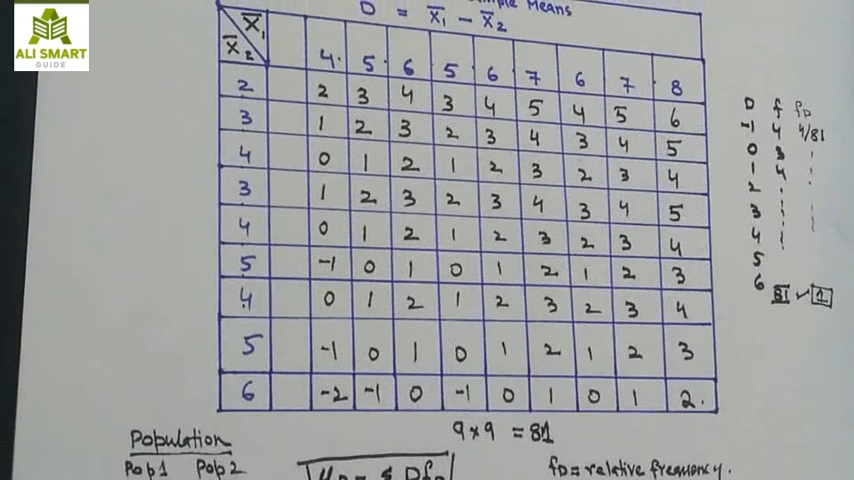 ALI SMART
GUIDE
Means
D = X̄₁ - X̄₂
X̄₁ 4. 5. 6 5 6 7 6 7 8
X̄₂
2 2 3 4 3 4 5 4 5 6
3 1 2 3 2 3 4 3 4 5
4 0 1 2 1 2 3 2 3 4
3 1 2 3 2 3 4 3 4 5
4 0 1 2 1 2 3 2 3 4
5 -1 0 1 0 1 2 1 2 3
4 0 1 2 1 2 3 2 3 4
5 -1 0 1 0 1 2 1 2 3
6 -2 -1 0 -1 0 1 0 1 2.
D f fD
-1 4 4/81
0
1 4
2
3
4
5
6 81 ✓ 1
9 × 9 = 81
Population
Pop 1 Pop 2
fD = relative frequency.